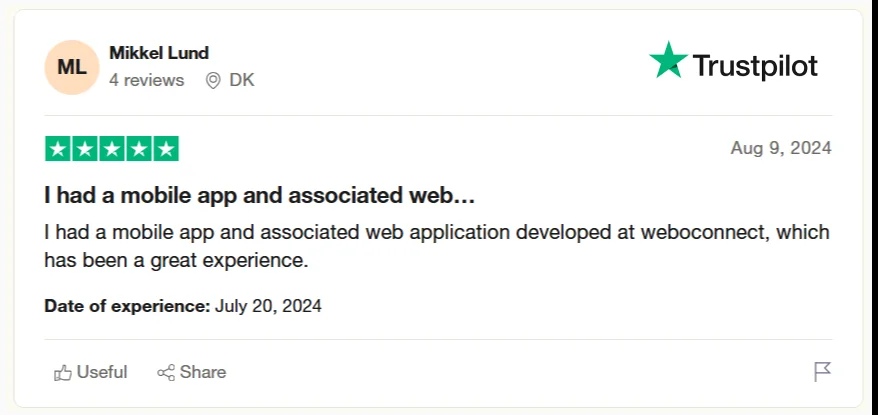 ML
Mikkel Lund
4 reviews DK
Trustpilot
Aug 9, 2024
I had a mobile app and associated web…
I had a mobile app and associated web application developed at weboconnect, which
has been a great experience.
Date of experience: July 20, 2024
Useful Share